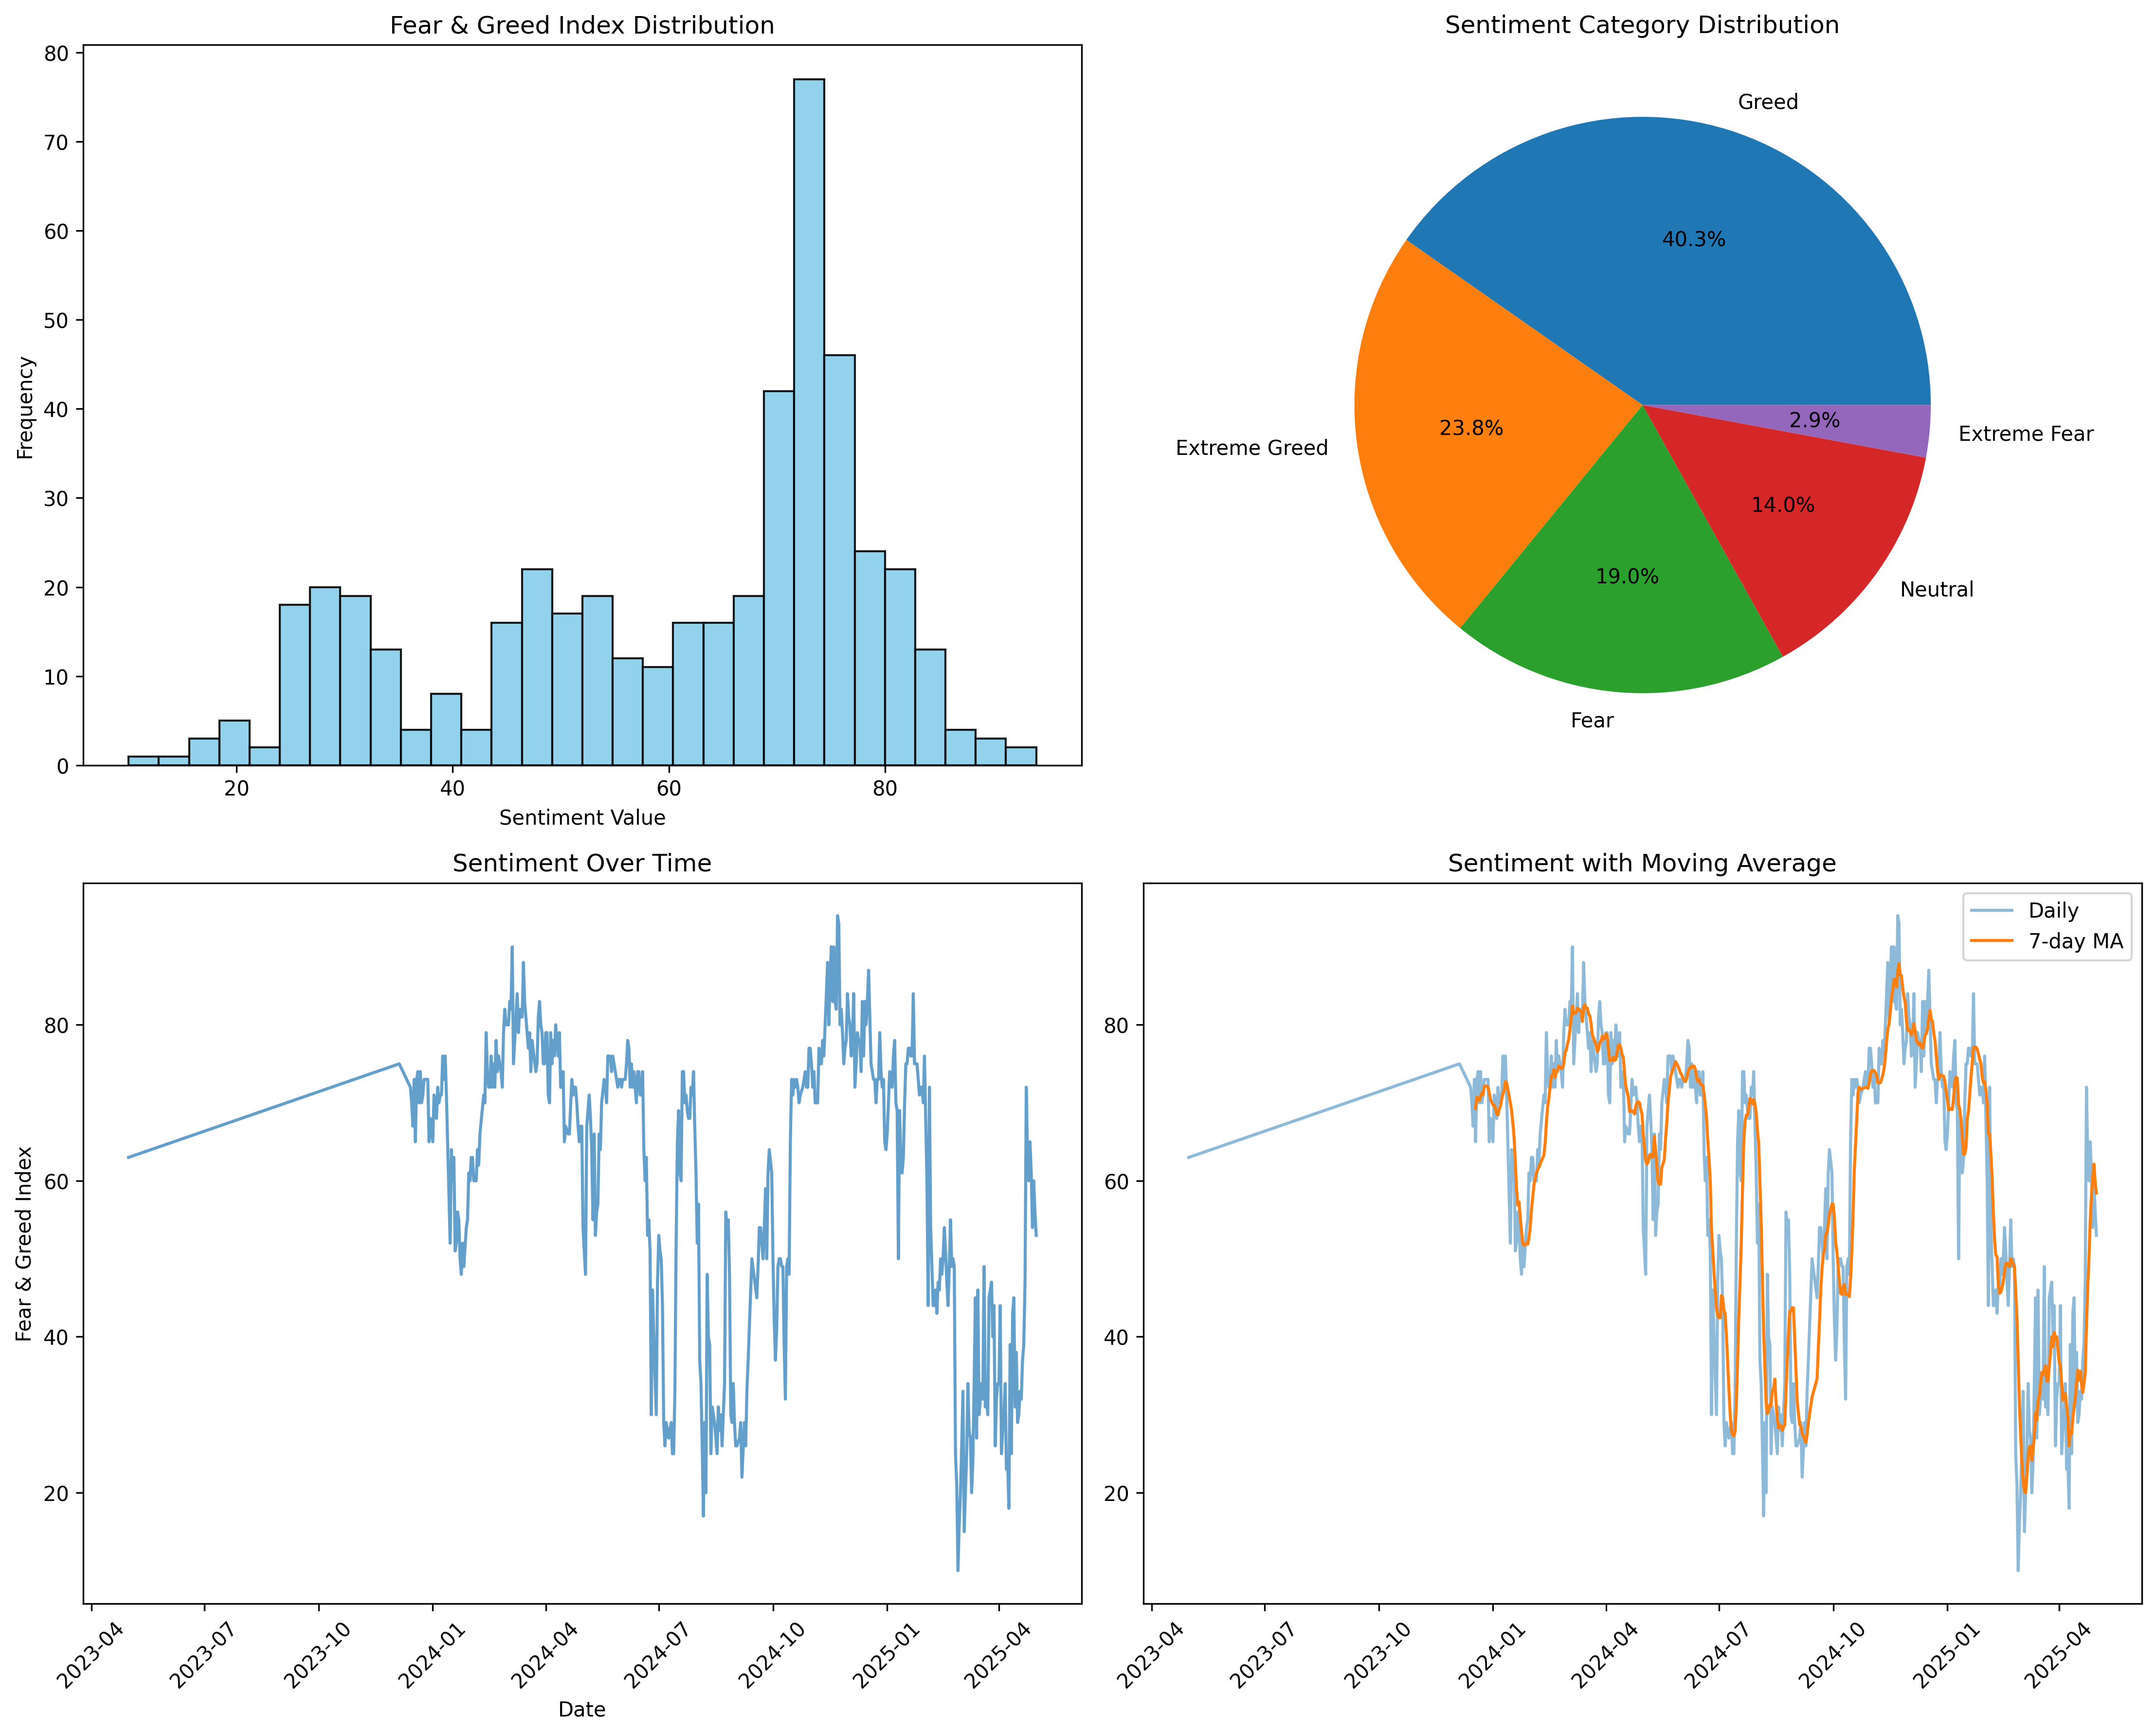 Fear & Greed Index Distribution
80
70
60
50
40
30
20
10
0
Frequency
20
40
60
80
Sentiment Value
Sentiment Category Distribution
Greed
40.3%
Extreme Greed
23.8%
Fear
19.0%
Neutral
14.0%
Extreme Fear
2.9%
Sentiment Over Time
80
60
40
20
Fear & Greed Index
2023-04
2023-07
2023-10
2024-01
2024-04
2024-07
2024-10
2025-01
2025-04
Date
Sentiment with Moving Average
Daily
7-day MA
80
60
40
20
2023-04
2023-07
2023-10
2024-01
2024-04
2024-07
2024-10
2025-01
2025-04